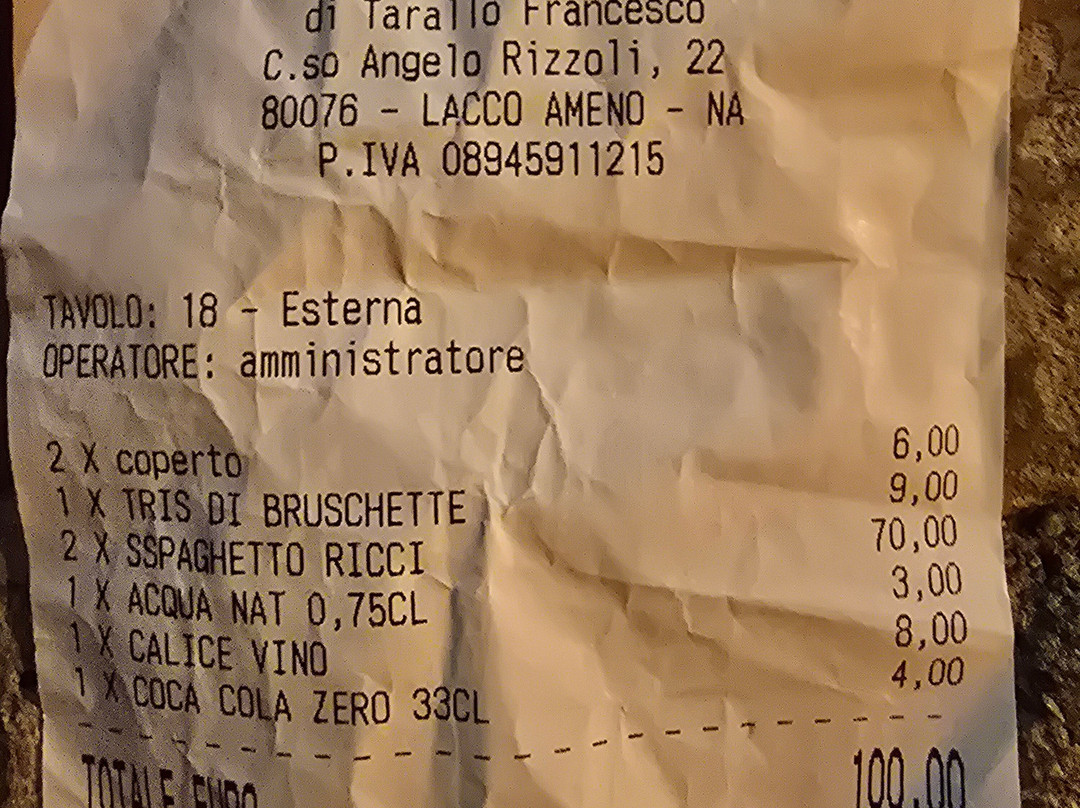 di Tarallo Francesco
C.so Angelo Rizzoli, 22
80076 - LACCO AMENO - NA
P.IVA 08945911215
TAVOLO: 18 - Esterna
OPERATORE: amministratore
2 X coperto 6,00
1 X TRIS DI BRUSCHETTE 9,00
2 X SSPAGHETTO RICCI 70,00
1 X ACQUA NAT 0,75CL 3,00
1 X CALICE VINO 8,00
1 X COCA COLA ZERO 33CL 4,00
TOTALE EURO 100,00